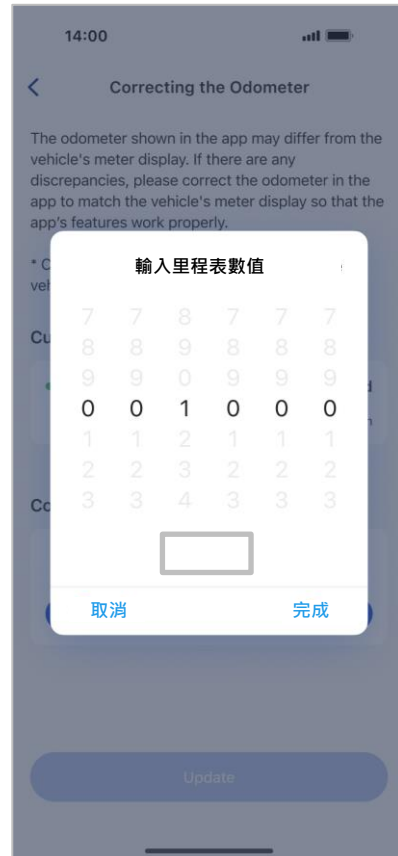 14:00
Correcting the Odometer
The odometer shown in the app may differ from the
vehicle's meter display. If there are any
discrepancies, please correct the odometer in the
app to match the vehicle's meter display so that the
app's features work properly.
輸入里程表數值
7 7 8 7 7 7
8 8 9 8 8 8
9 9 0 9 9 9
0 0 1 0 0 0
1 1 2 1 1 1
2 2 3 2 2 2
3 3 4 3 3 3
取消 完成
Update